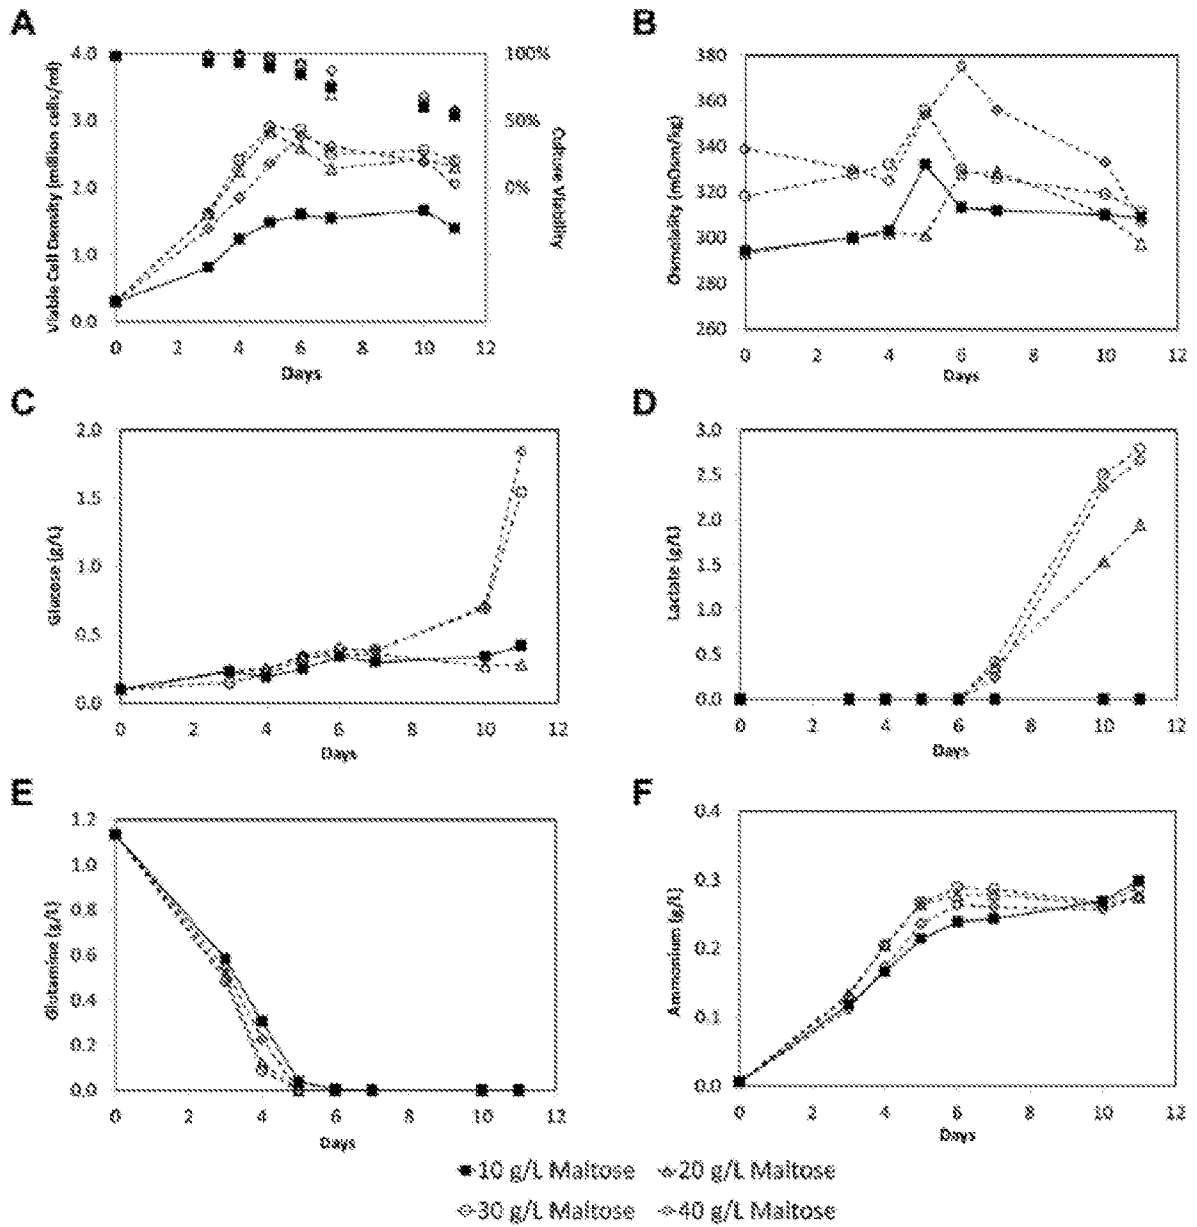 A
B
4.0
3.0
2.0
1.0
0.0
100%
50%
0%
Viable Cell Density (million cells/ml)
Culture Viability
0 2 4 6 8 10 12
Days
380
360
340
320
300
280
260
Osmolality (mOsm/kg)
0 2 4 6 8 10 12
Days
C
D
2.0
1.5
1.0
0.5
0.0
Glucose (g/L)
0 2 4 6 8 10 12
Days
3.0
2.5
2.0
1.5
1.0
0.5
0.0
Lactate (g/L)
0 2 4 6 8 10 12
Days
E
F
1.2
1.0
0.8
0.6
0.4
0.2
0.0
Glutamine (g/L)
0 2 4 6 8 10 12
Days
0.4
0.3
0.2
0.1
0.0
Ammonium (g/L)
0 2 4 6 8 10 12
Days
10 g/L Maltose 20 g/L Maltose
30 g/L Maltose 40 g/L Maltose